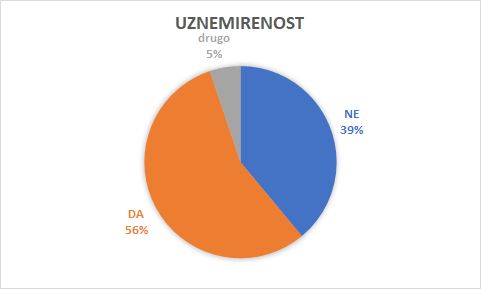 UZNEMIRENOST
drugo
5%
NE
39%
DA
56%